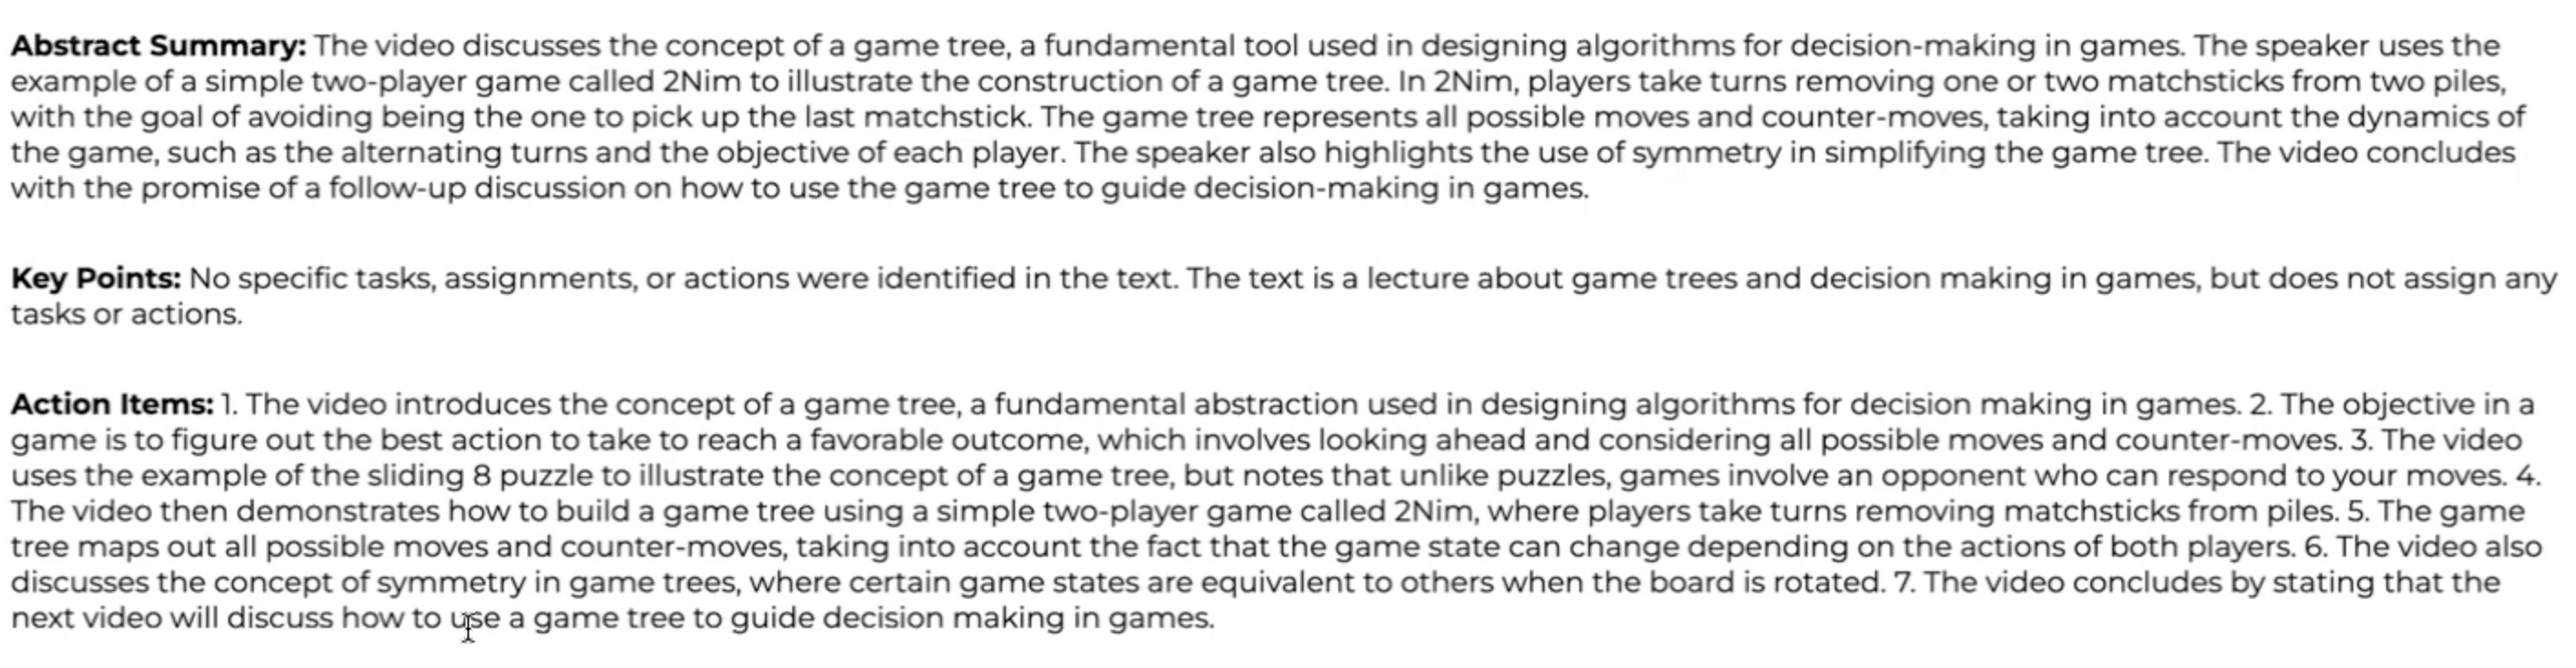 Abstract Summary: The video discusses the concept of a game tree, a fundamental tool used in designing algorithms for decision-making in games. The speaker uses the
example of a simple two-player game called 2Nim to illustrate the construction of a game tree. In 2Nim, players take turns removing one or two matchsticks from two piles,
with the goal of avoiding being the one to pick up the last matchstick. The game tree represents all possible moves and counter-moves, taking into account the dynamics of
the game, such as the alternating turns and the objective of each player. The speaker also highlights the use of symmetry in simplifying the game tree. The video concludes
with the promise of a follow-up discussion on how to use the game tree to guide decision-making in games.
Key Points: No specific tasks, assignments, or actions were identified in the text. The text is a lecture about game trees and decision making in games, but does not assign any
tasks or actions.
Action Items: 1. The video introduces the concept of a game tree, a fundamental abstraction used in designing algorithms for decision making in games. 2. The objective in a
game is to figure out the best action to take to reach a favorable outcome, which involves looking ahead and considering all possible moves and counter-moves. 3. The video
uses the example of the sliding 8 puzzle to illustrate the concept of a game tree, but notes that unlike puzzles, games involve an opponent who can respond to your moves. 4.
The video then demonstrates how to build a game tree using a simple two-player game called 2Nim, where players take turns removing matchsticks from piles. 5. The game
tree maps out all possible moves and counter-moves, taking into account the fact that the game state can change depending on the actions of both players. 6. The video also
discusses the concept of symmetry in game trees, where certain game states are equivalent to others when the board is rotated. 7. The video concludes by stating that the
next video will discuss how to use a game tree to guide decision making in games.